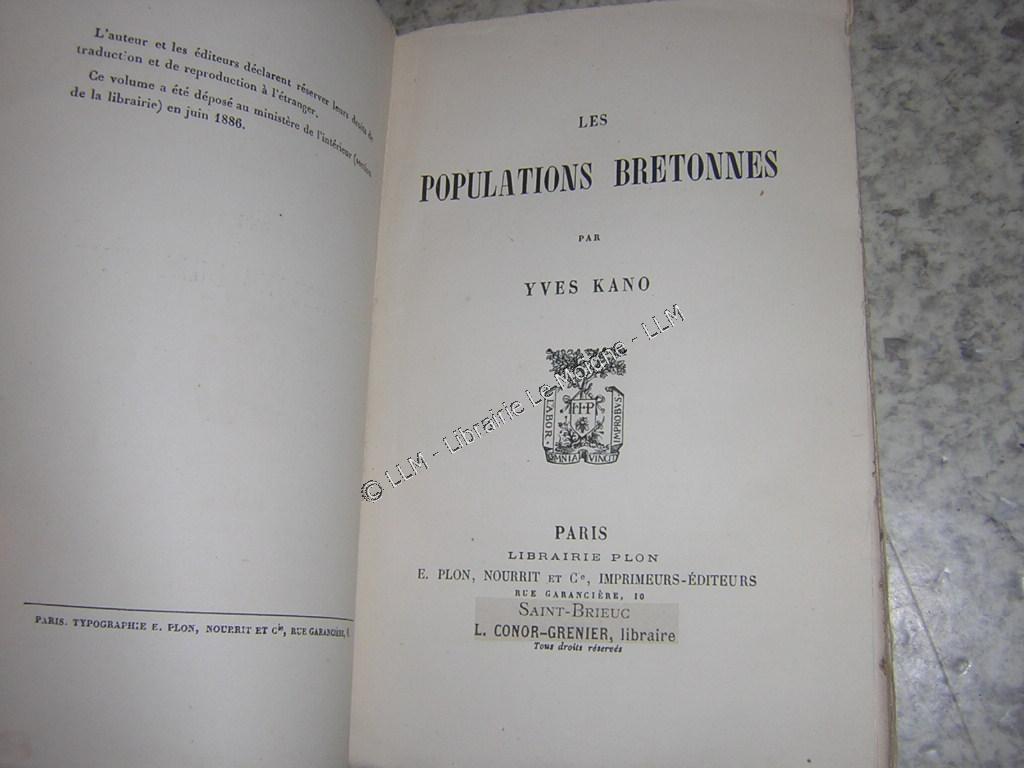 L'auteur et les éditeurs déclarent réserver leurs droits de
traduction et de reproduction à l'étranger.
Ce volume a été déposé au ministère de l'intérieur (section
de la librairie) en juin 1886.
PARIS. TYPOGRAPHIE E. PLON, NOURRIT ET Cie, RUE GARANCIÈRE, 8.
LES
POPULATIONS BRETONNES
PAR
YVES KANO
LABOR
H·P
IMPROBUS
OMNIA VINCIT
PARIS
LIBRAIRIE PLON
E. PLON, NOURRIT ET Ce, IMPRIMEURS-ÉDITEURS
RUE GARANCIÈRE, 10
SAINT-BRIEUC
L. CONOR-GRENIER, libraire
Tous droits réservés
© LLM - Librairie Le Moigne - LLM